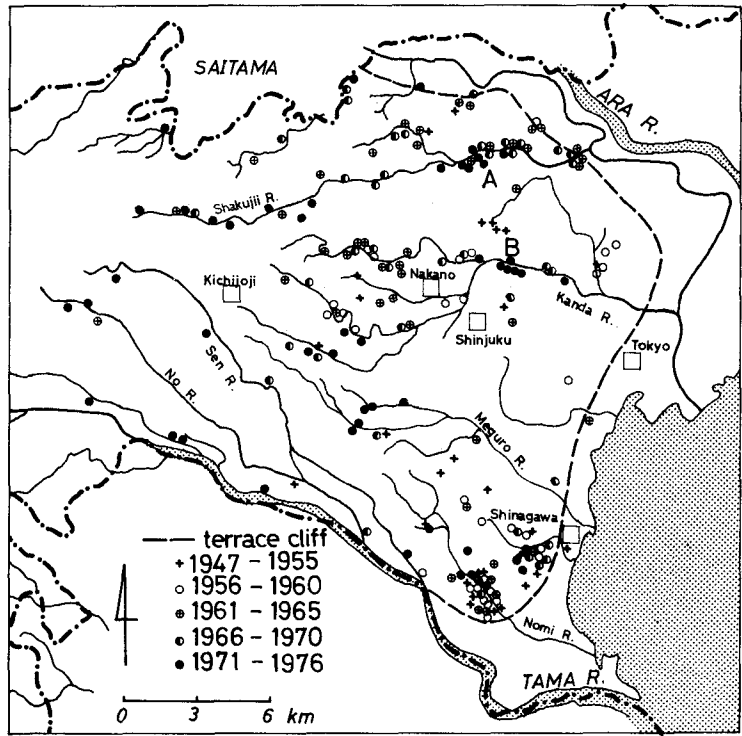 SAITAMA
ARA R.
A
Shakujii R.
B
Kichijoji
Nakano
Kanda R.
Shinjuku
Tokyo
Sen R.
No R.
Meguro R.
Shinagawa
terrace cliff
1947 - 1955
1956 - 1960
1961 - 1965
1966 - 1970
1971 - 1976
Nomi R.
TAMA R.
0 3 6 km